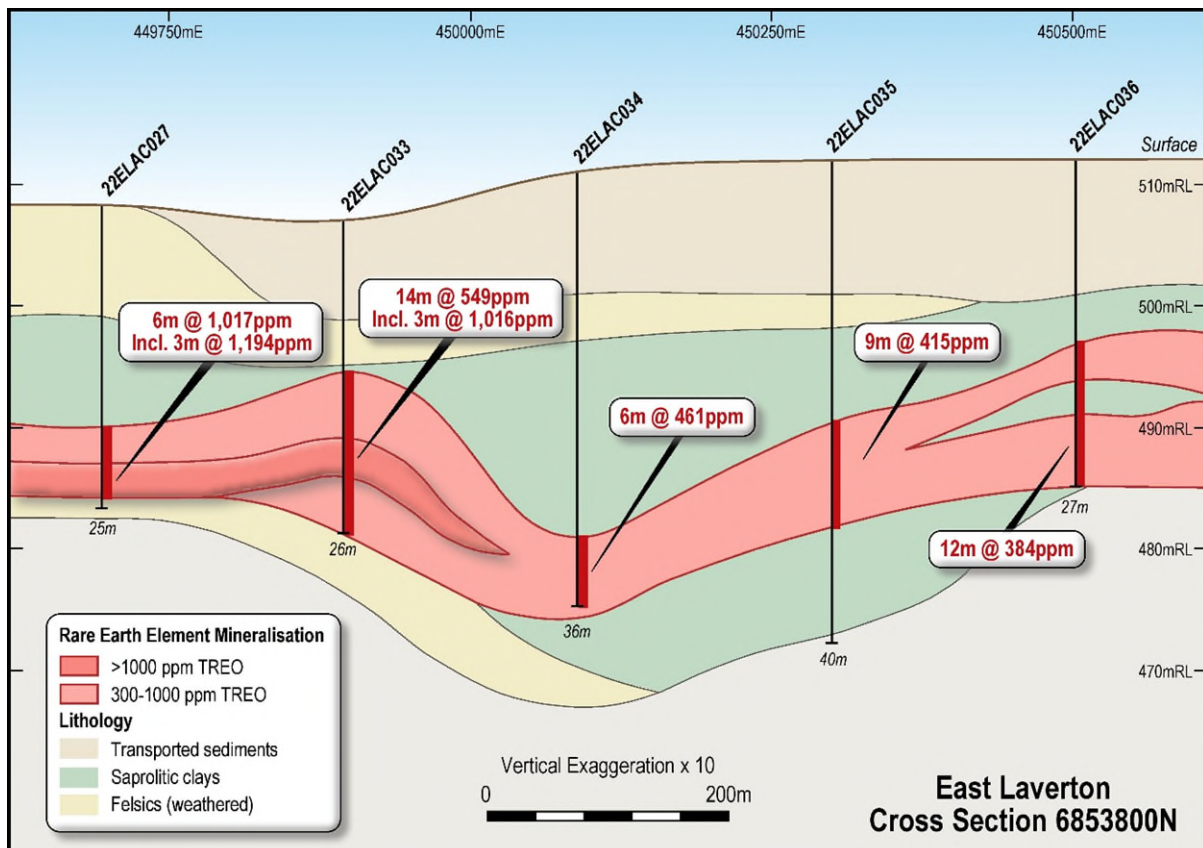 449750mE
450000mE
450250mE
450500mE
22ELAC027
22ELAC033
22ELAC034
22ELAC035
22ELAC036
Surface
510mRL
500mRL
490mRL
480mRL
470mRL
6m @ 1,017ppm
Incl. 3m @ 1,194ppm
14m @ 549ppm
Incl. 3m @ 1,016ppm
6m @ 461ppm
9m @ 415ppm
12m @ 384ppm
25m
26m
36m
40m
27m
Rare Earth Element Mineralisation
>1000 ppm TREO
300-1000 ppm TREO
Lithology
Transported sediments
Saprolitic clays
Felsics (weathered)
Vertical Exaggeration x 10
0
200m
East Laverton
Cross Section 6853800N